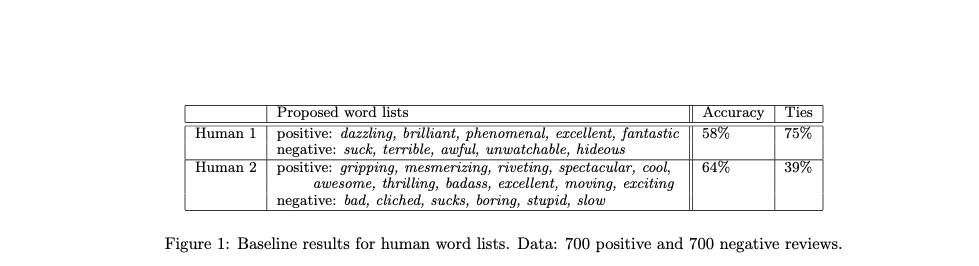 Proposed word lists Accuracy Ties
Human 1 positive: dazzling, brilliant, phenomenal, excellent, fantastic 58% 75%
negative: suck, terrible, awful, unwatchable, hideous
Human 2 positive: gripping, mesmerizing, riveting, spectacular, cool, 64% 39%
awesome, thrilling, badass, excellent, moving, exciting
negative: bad, cliched, sucks, boring, stupid, slow
Figure 1: Baseline results for human word lists. Data: 700 positive and 700 negative reviews.